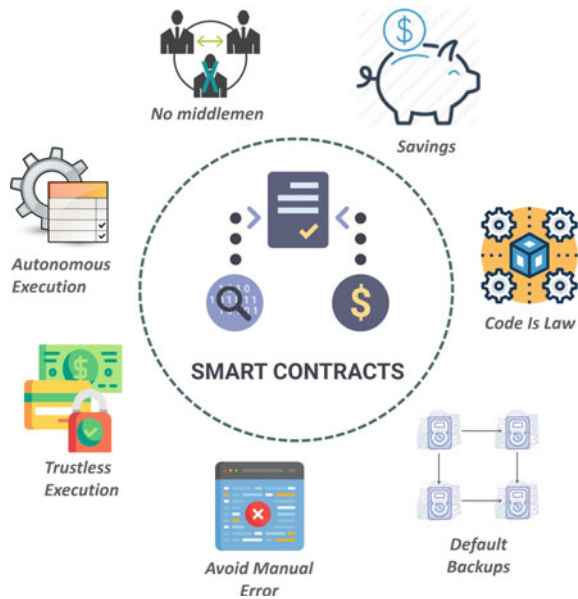 No middlemen
Savings
Autonomous
Execution
Code Is Law
SMART CONTRACTS
Trustless
Execution
Avoid Manual
Error
Default
Backups